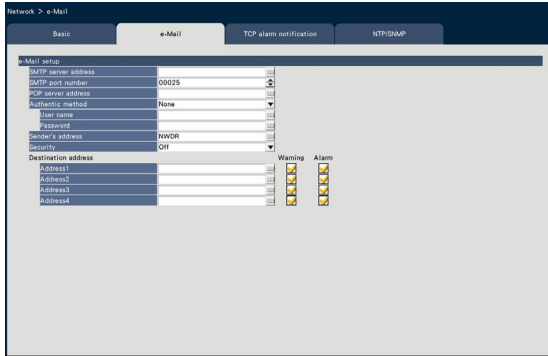 Network > e-Mail
Basic e-Mail TCP alarm notification NTP/SNMP
e-Mail setup
SMTP server address
SMTP port number 00025
POP server address
Authentic method None
User name
Password
Sender's address NWDR
Security Off
Destination address Warning Alarm
Address1
Address2
Address3
Address4